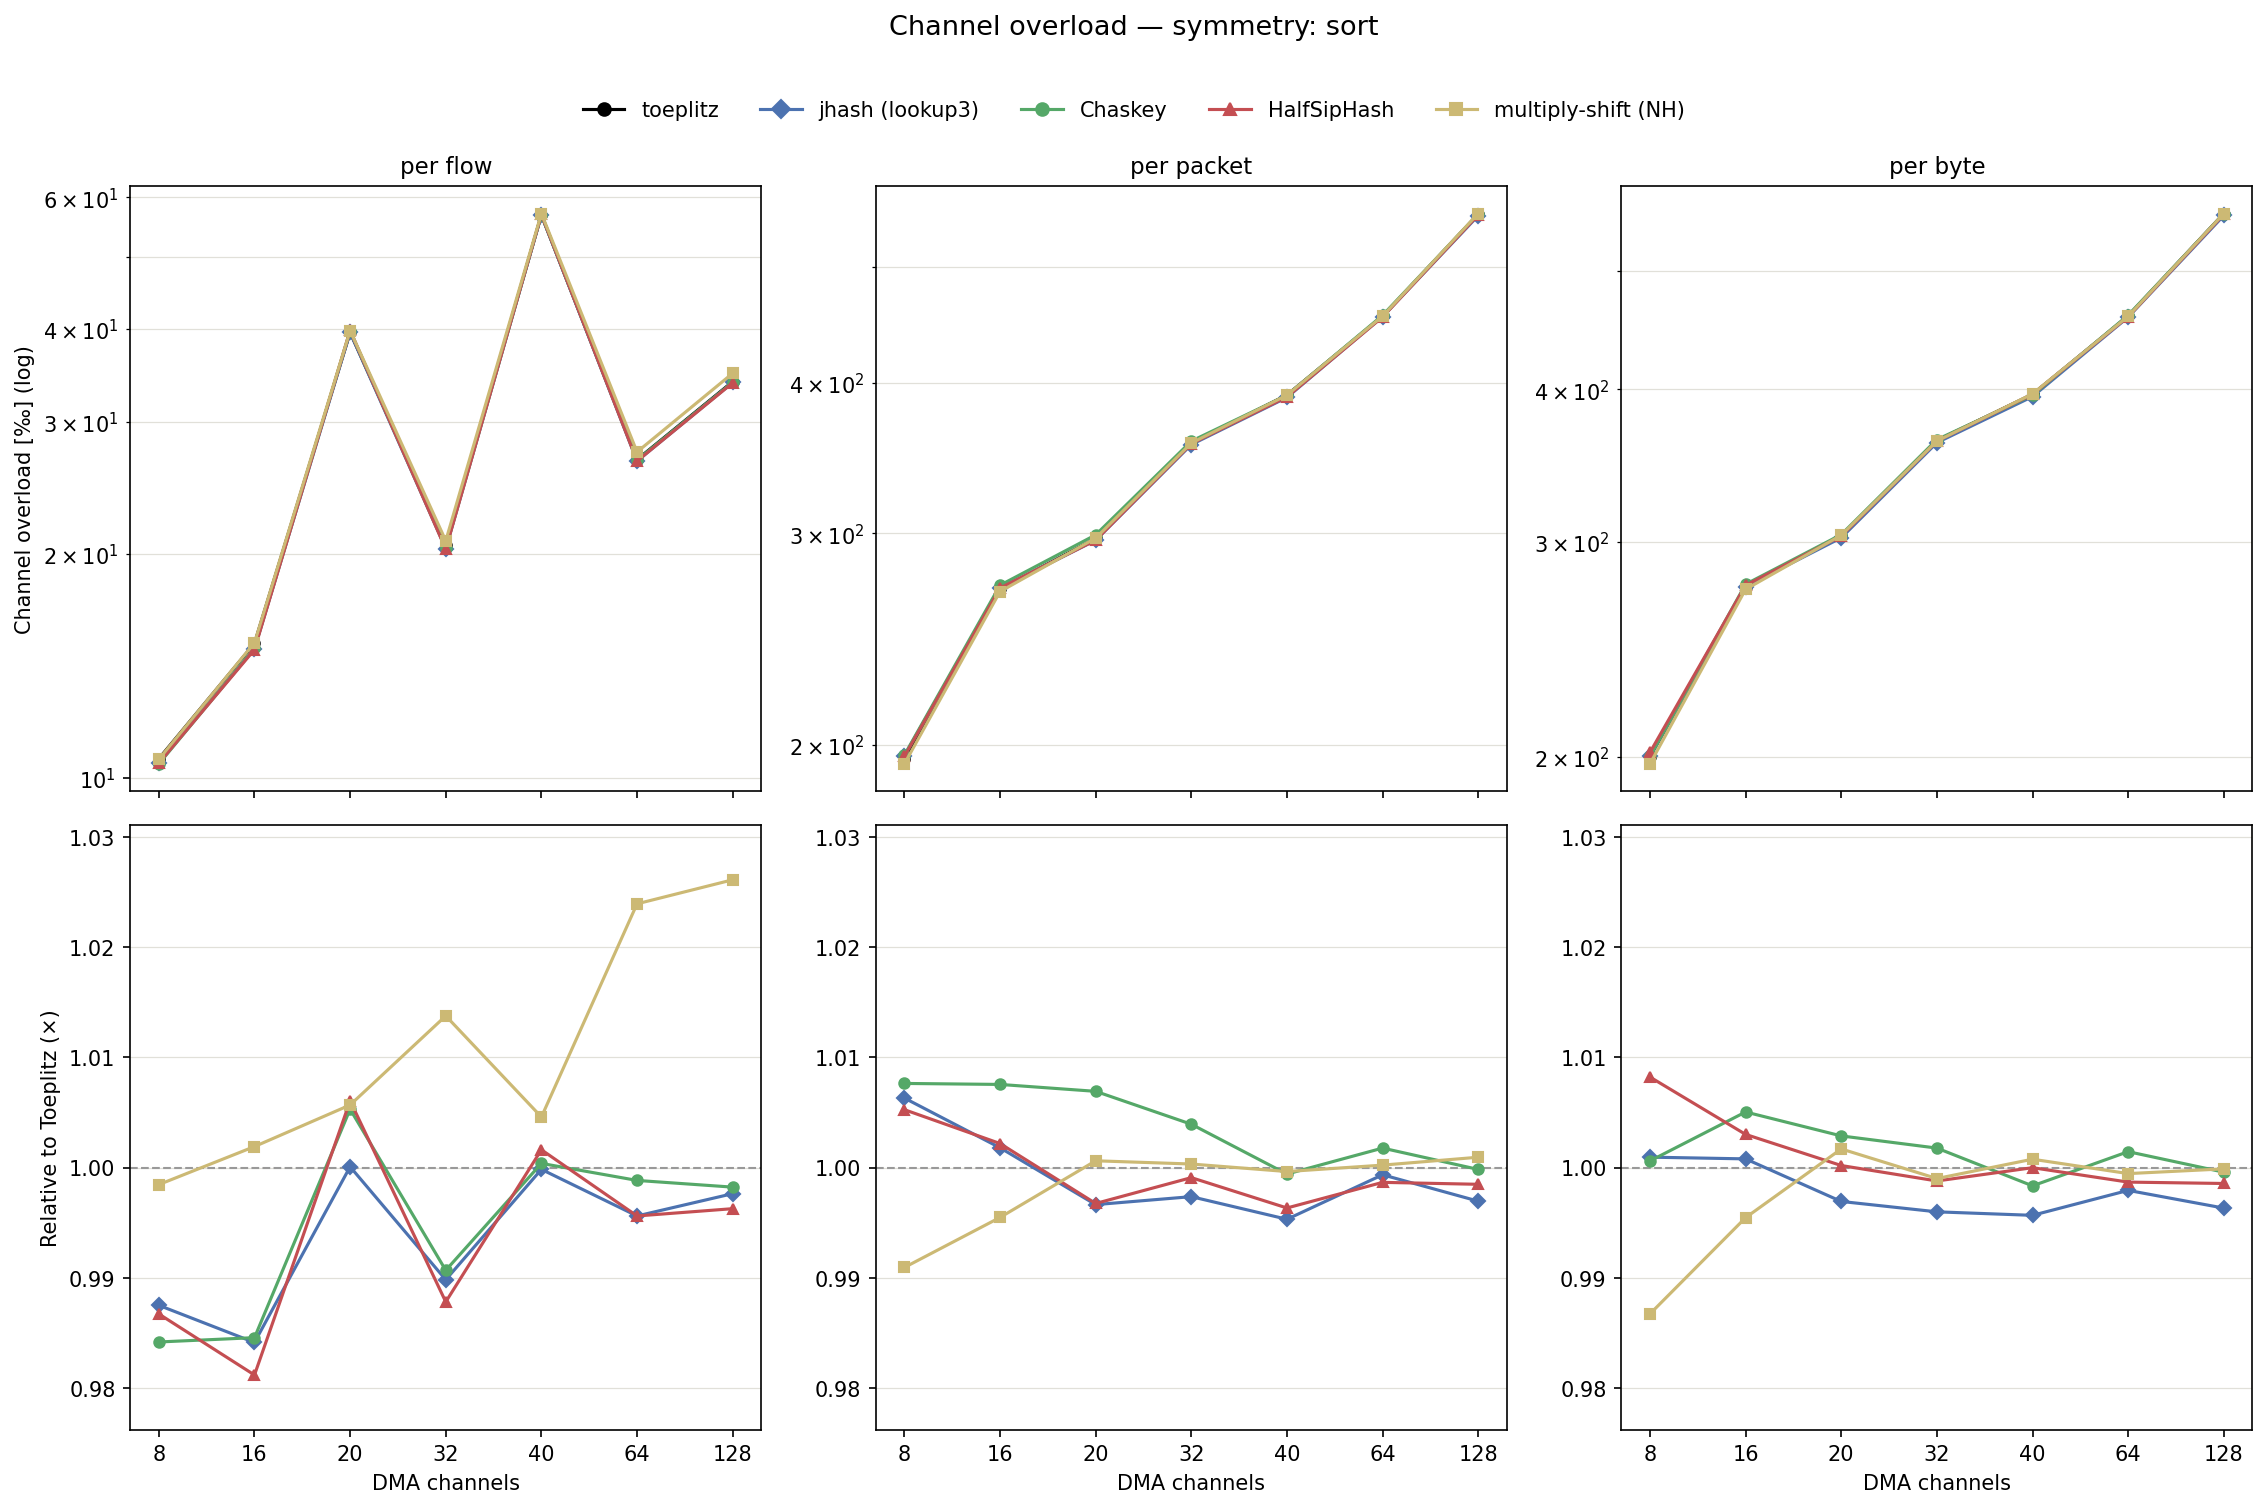 Channel overload — symmetry: sort
toeplitz jhash (lookup3) Chaskey HalfSipHash multiply-shift (NH)
per flow
Channel overload [‰] (log)
6 × 10¹
4 × 10¹
3 × 10¹
2 × 10¹
10¹
per packet
4 × 10²
3 × 10²
2 × 10²
per byte
4 × 10²
3 × 10²
2 × 10²
Relative to Toeplitz (×)
1.03
1.02
1.01
1.00
0.99
0.98
8 16 20 32 40 64 128
DMA channels
1.03
1.02
1.01
1.00
0.99
0.98
8 16 20 32 40 64 128
DMA channels
1.03
1.02
1.01
1.00
0.99
0.98
8 16 20 32 40 64 128
DMA channels